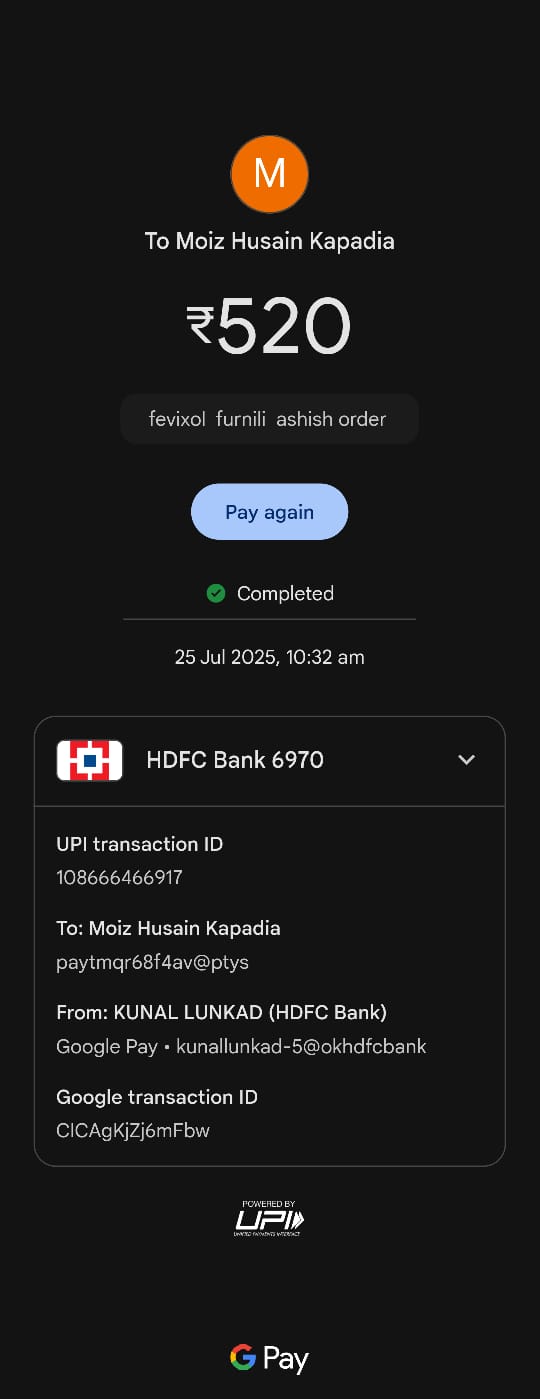 M
To Moiz Husain Kapadia
₹520
fevixol furnili ashish order
Pay again
Completed
25 Jul 2025, 10:32 am
HDFC Bank 6970
UPI transaction ID
108666466917
To: Moiz Husain Kapadia
paytmqr68f4av@ptys
From: KUNAL LUNKAD (HDFC Bank)
Google Pay • kunallunkad-5@okhdfcbank
Google transaction ID
CICAgKjZj6mFbw
POWERED BY
UPI
UNIFIED PAYMENTS INTERFACE
G Pay